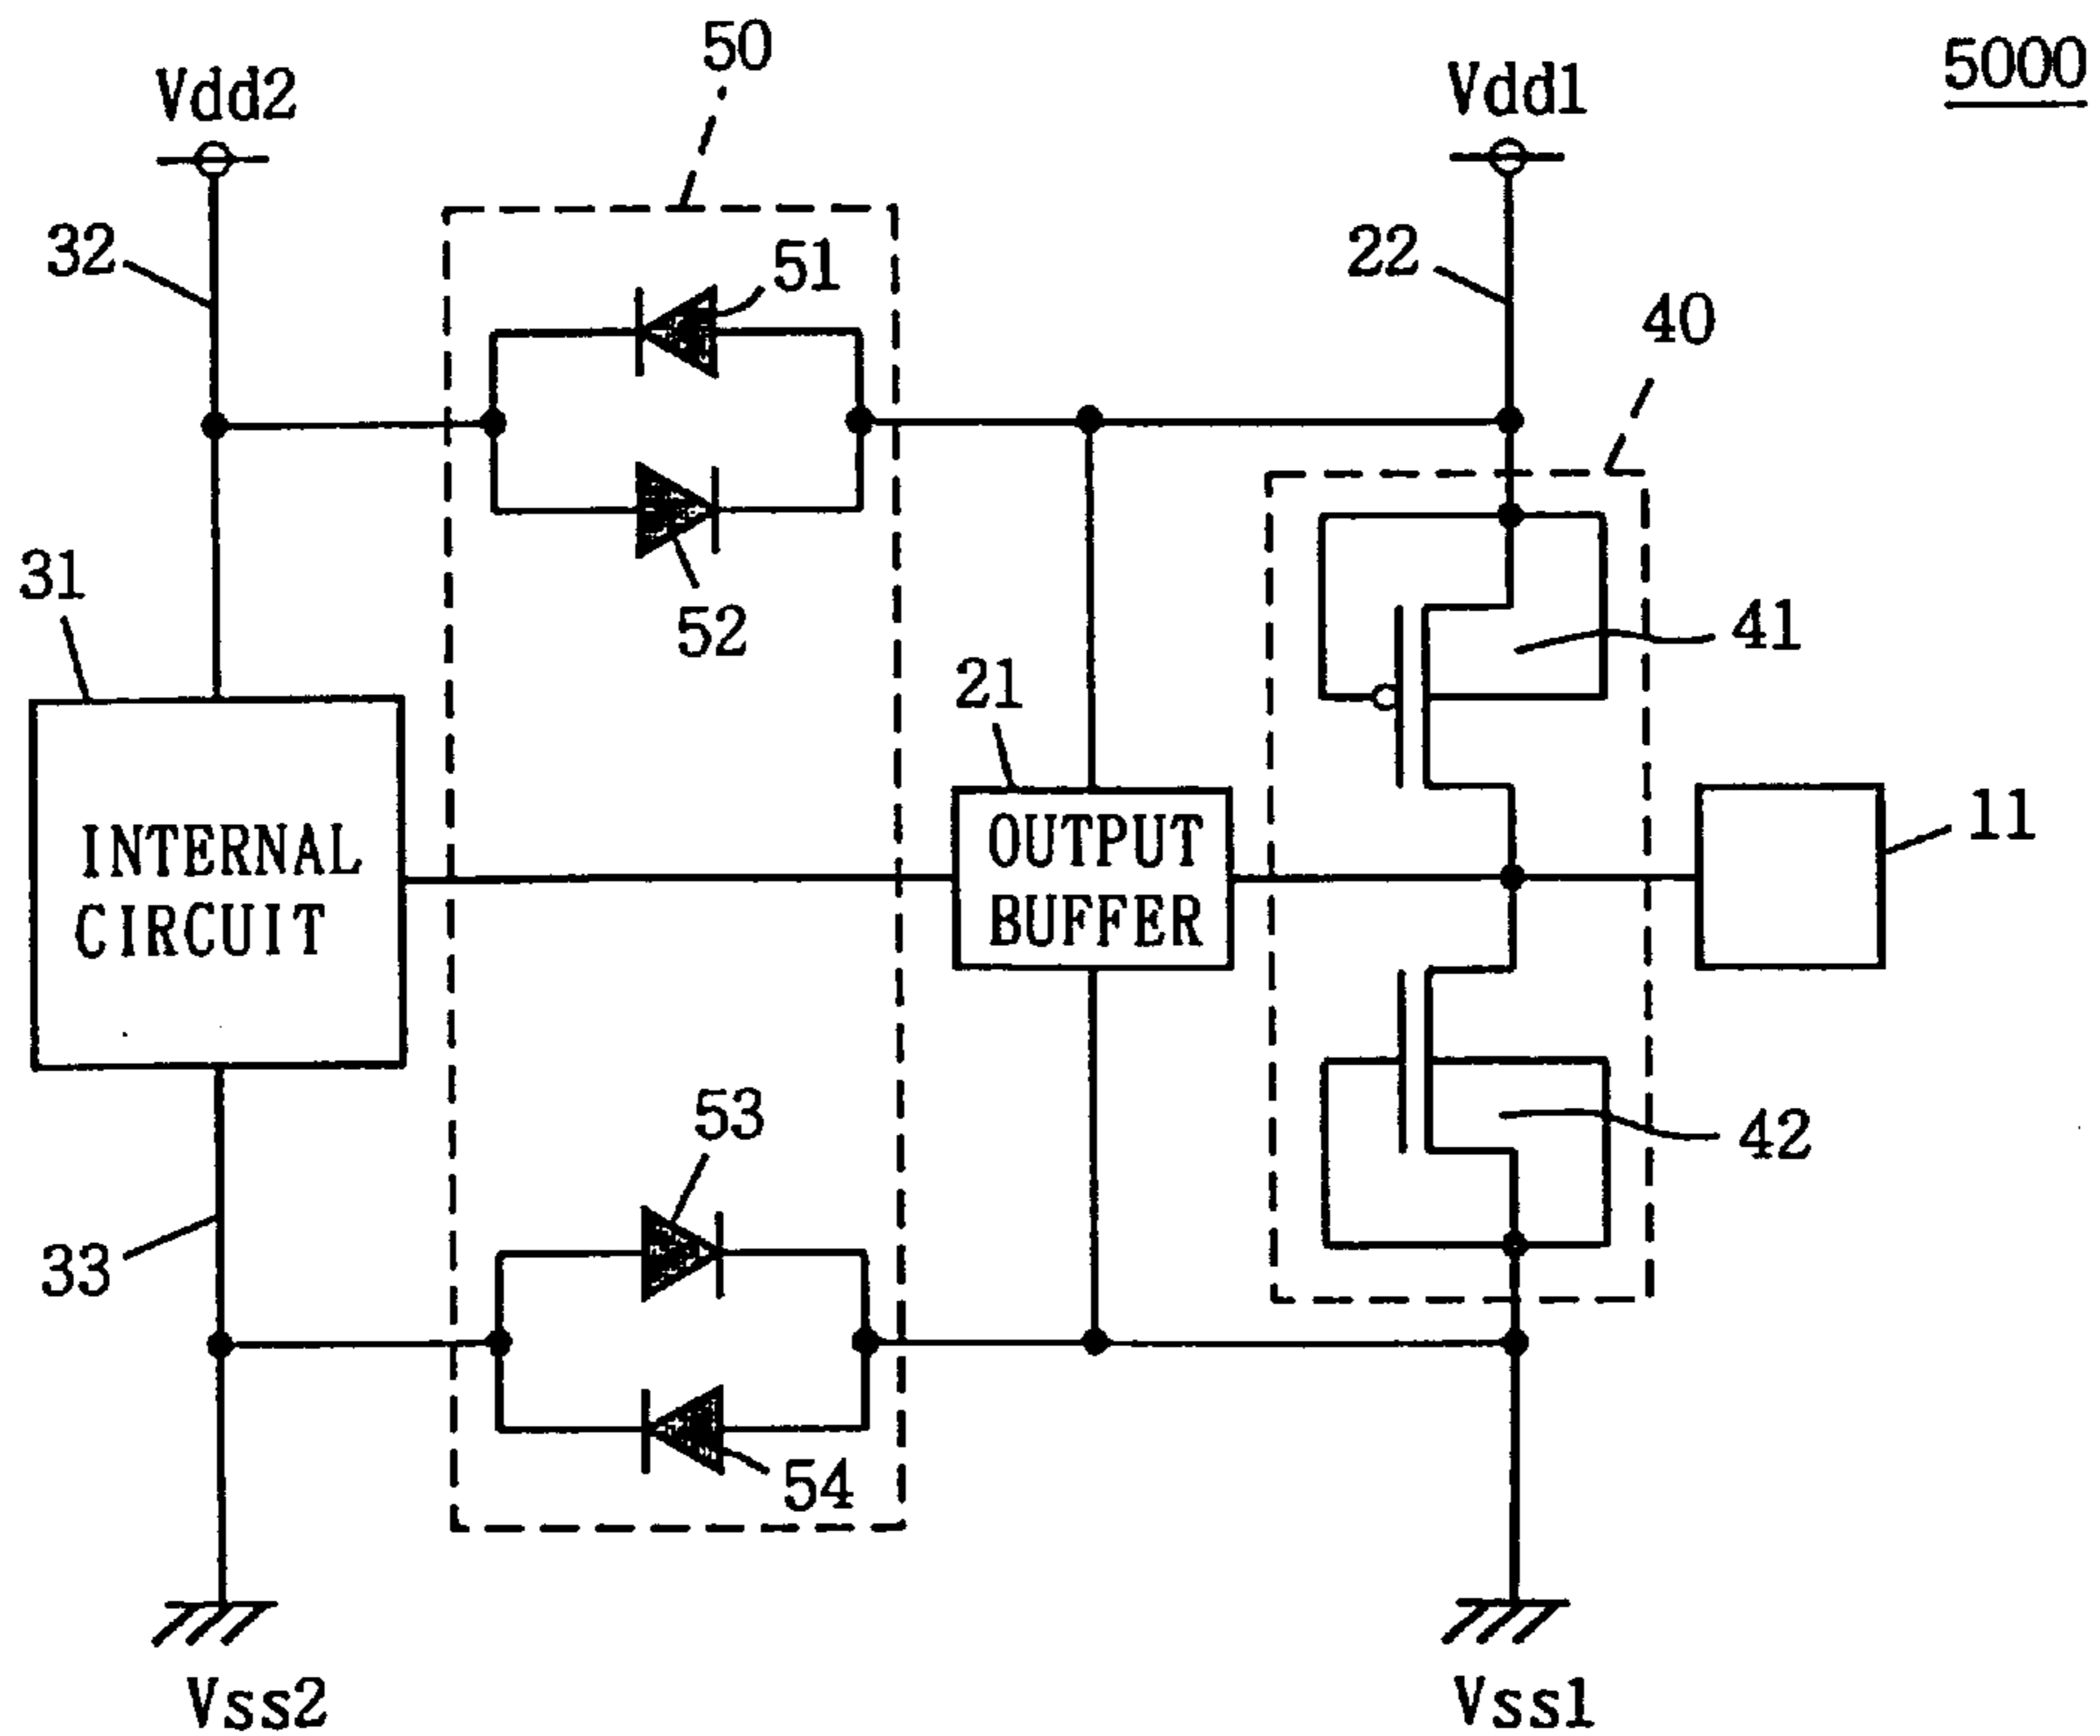 50
5000
Vdd2
Vdd1
32
51
22
40
52
31
41
21
INTERNAL
CIRCUIT
OUTPUT
BUFFER
11
53
42
33
54
Vss2
Vss1